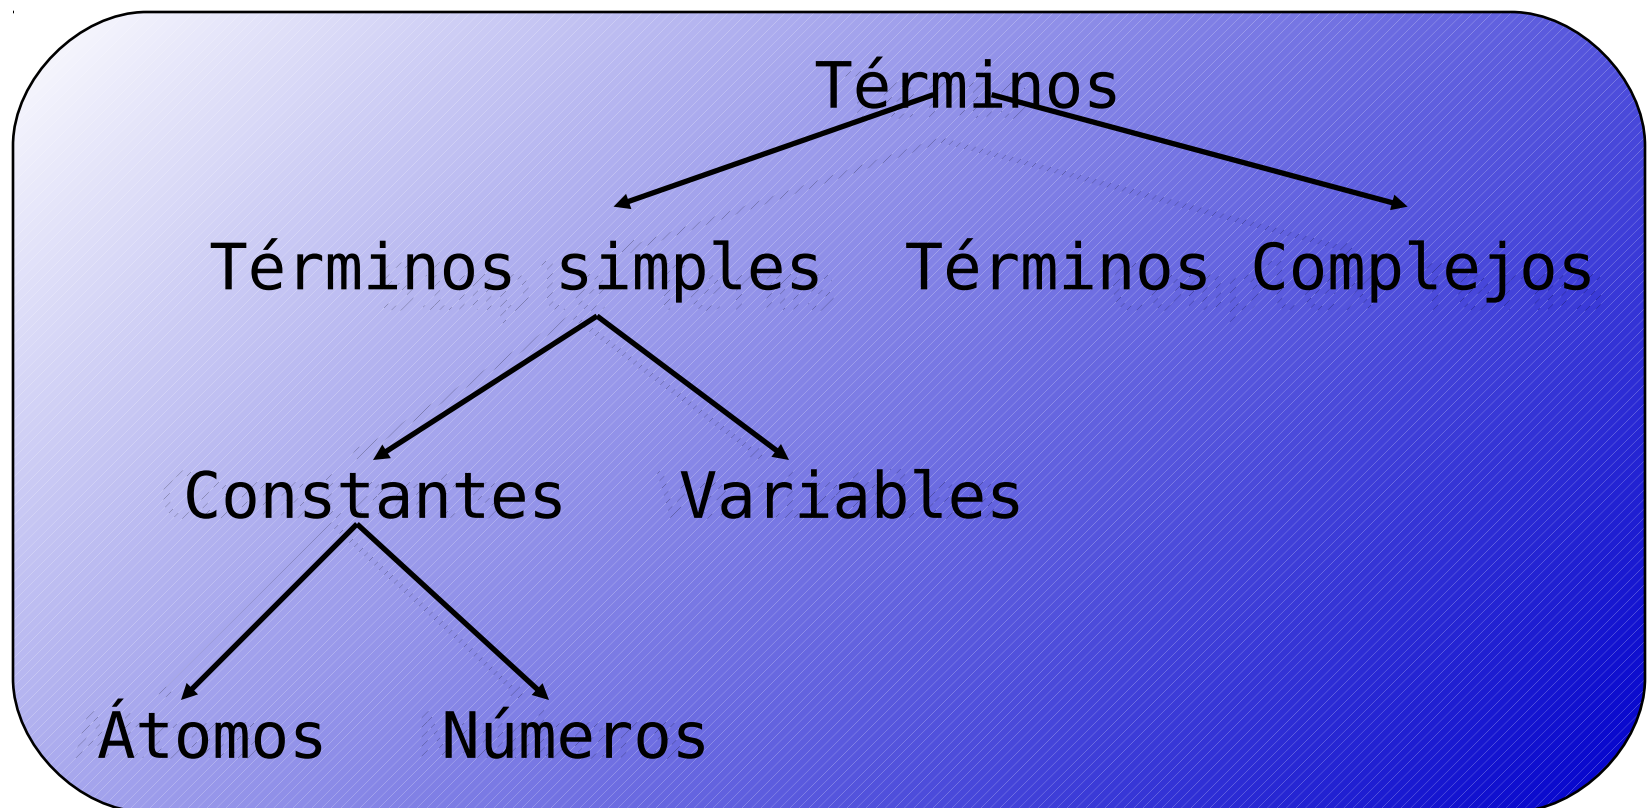 Términos
Términos simples Términos Complejos
Constantes Variables
Átomos Números